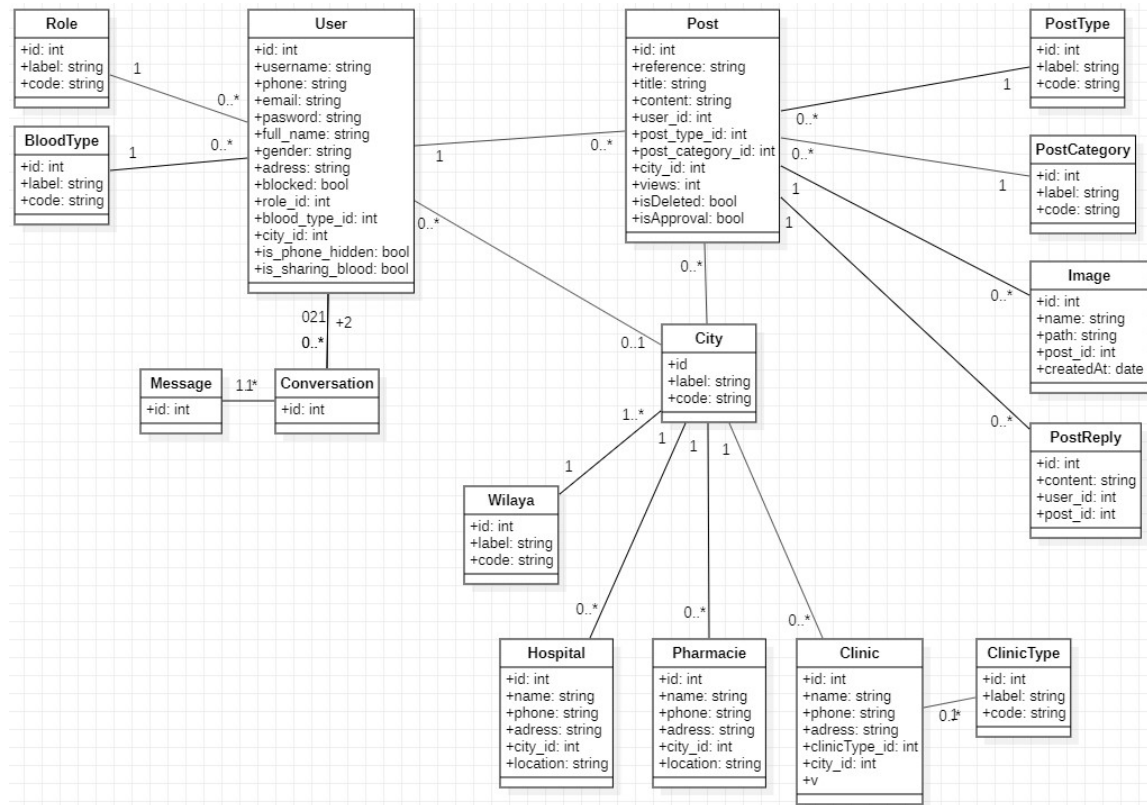 Role
+id: int
+label: string
+code: string
BloodType
+id: int
+label: string
+code: string
1
0..*
1
0..*
User
+id: int
+username: string
+phone: string
+email: string
+pasword: string
+full_name: string
+gender: string
+adress: string
+blocked: bool
+role_id: int
+blood_type_id: int
+city_id: int
+is_phone_hidden: bool
+is_sharing_blood: bool
1
0..*
0..*
0..1
Post
+id: int
+reference: string
+title: string
+content: string
+user_id: int
+post_type_id: int
+post_category_id: int
+city_id: int
+views: int
+isDeleted: bool
+isApproval: bool
0..*
1
0..*
1
1
0..*
1
0..*
0..*
PostType
+id: int
+label: string
+code: string
PostCategory
+id: int
+label: string
+code: string
Image
+id: int
+name: string
+path: string
+post_id: int
+createdAt: date
PostReply
+id: int
+content: string
+user_id: int
+post_id: int
021
+2
0..*
Message
+id: int
1.1*
Conversation
+id: int
City
+id
+label: string
+code: string
1..*
1
1
1
1
Wilaya
+id: int
+label: string
+code: string
0..*
0..*
0..*
Hospital
+id: int
+name: string
+phone: string
+adress: string
+city_id: int
+location: string
Pharmacie
+id: int
+name: string
+phone: string
+adress: string
+city_id: int
+location: string
Clinic
+id: int
+name: string
+phone: string
+adress: string
+clinicType_id: int
+city_id: int
+v
ClinicType
+id: int
+label: string
+code: string